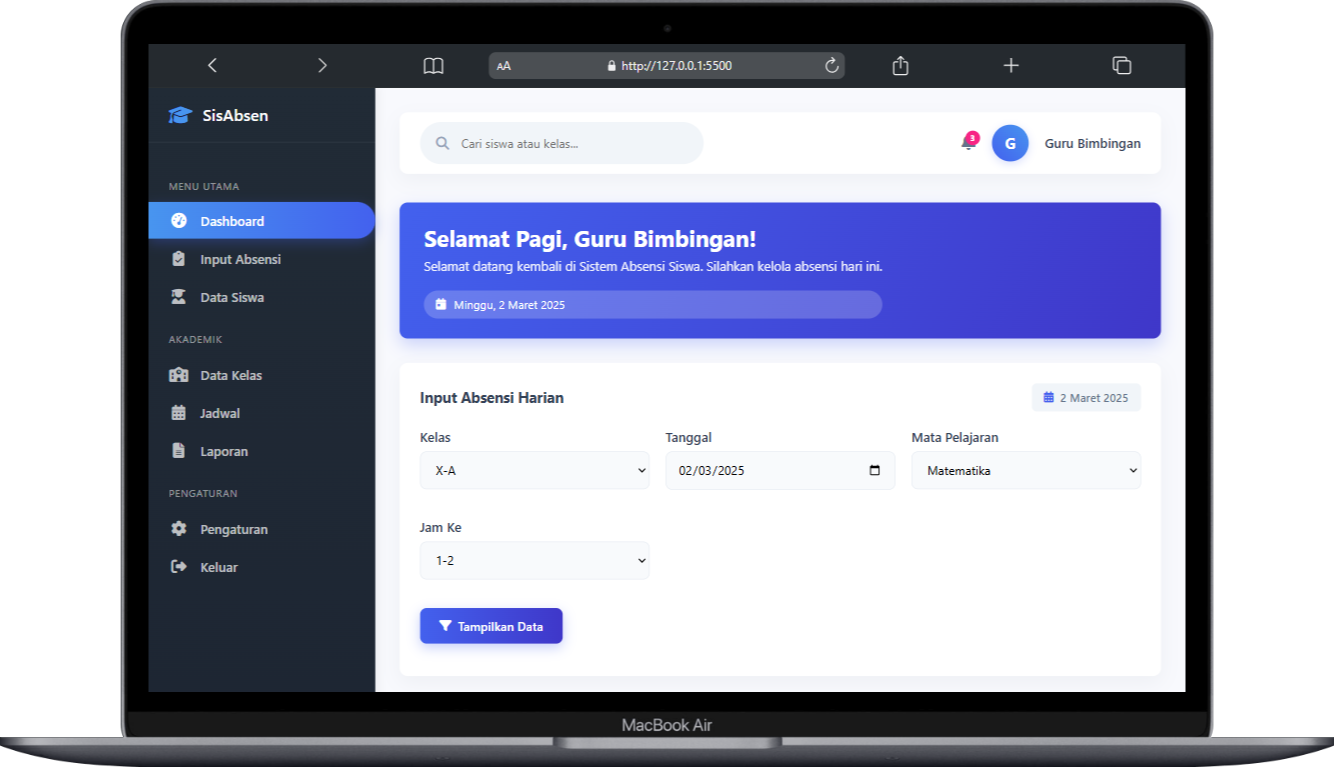 AA http://127.0.0.1:5500
SisAbsen
MENU UTAMA
Dashboard
Input Absensi
Data Siswa
AKADEMIK
Data Kelas
Jadwal
Laporan
PENGATURAN
Pengaturan
Keluar
Cari siswa atau kelas...
3
G
Guru Bimbingan
Selamat Pagi, Guru Bimbingan!
Selamat datang kembali di Sistem Absensi Siswa. Silahkan kelola absensi hari ini.
Minggu, 2 Maret 2025
Input Absensi Harian
2 Maret 2025
Kelas
X-A
Tanggal
02/03/2025
Mata Pelajaran
Matematika
Jam Ke
1-2
Tampilkan Data
MacBook Air